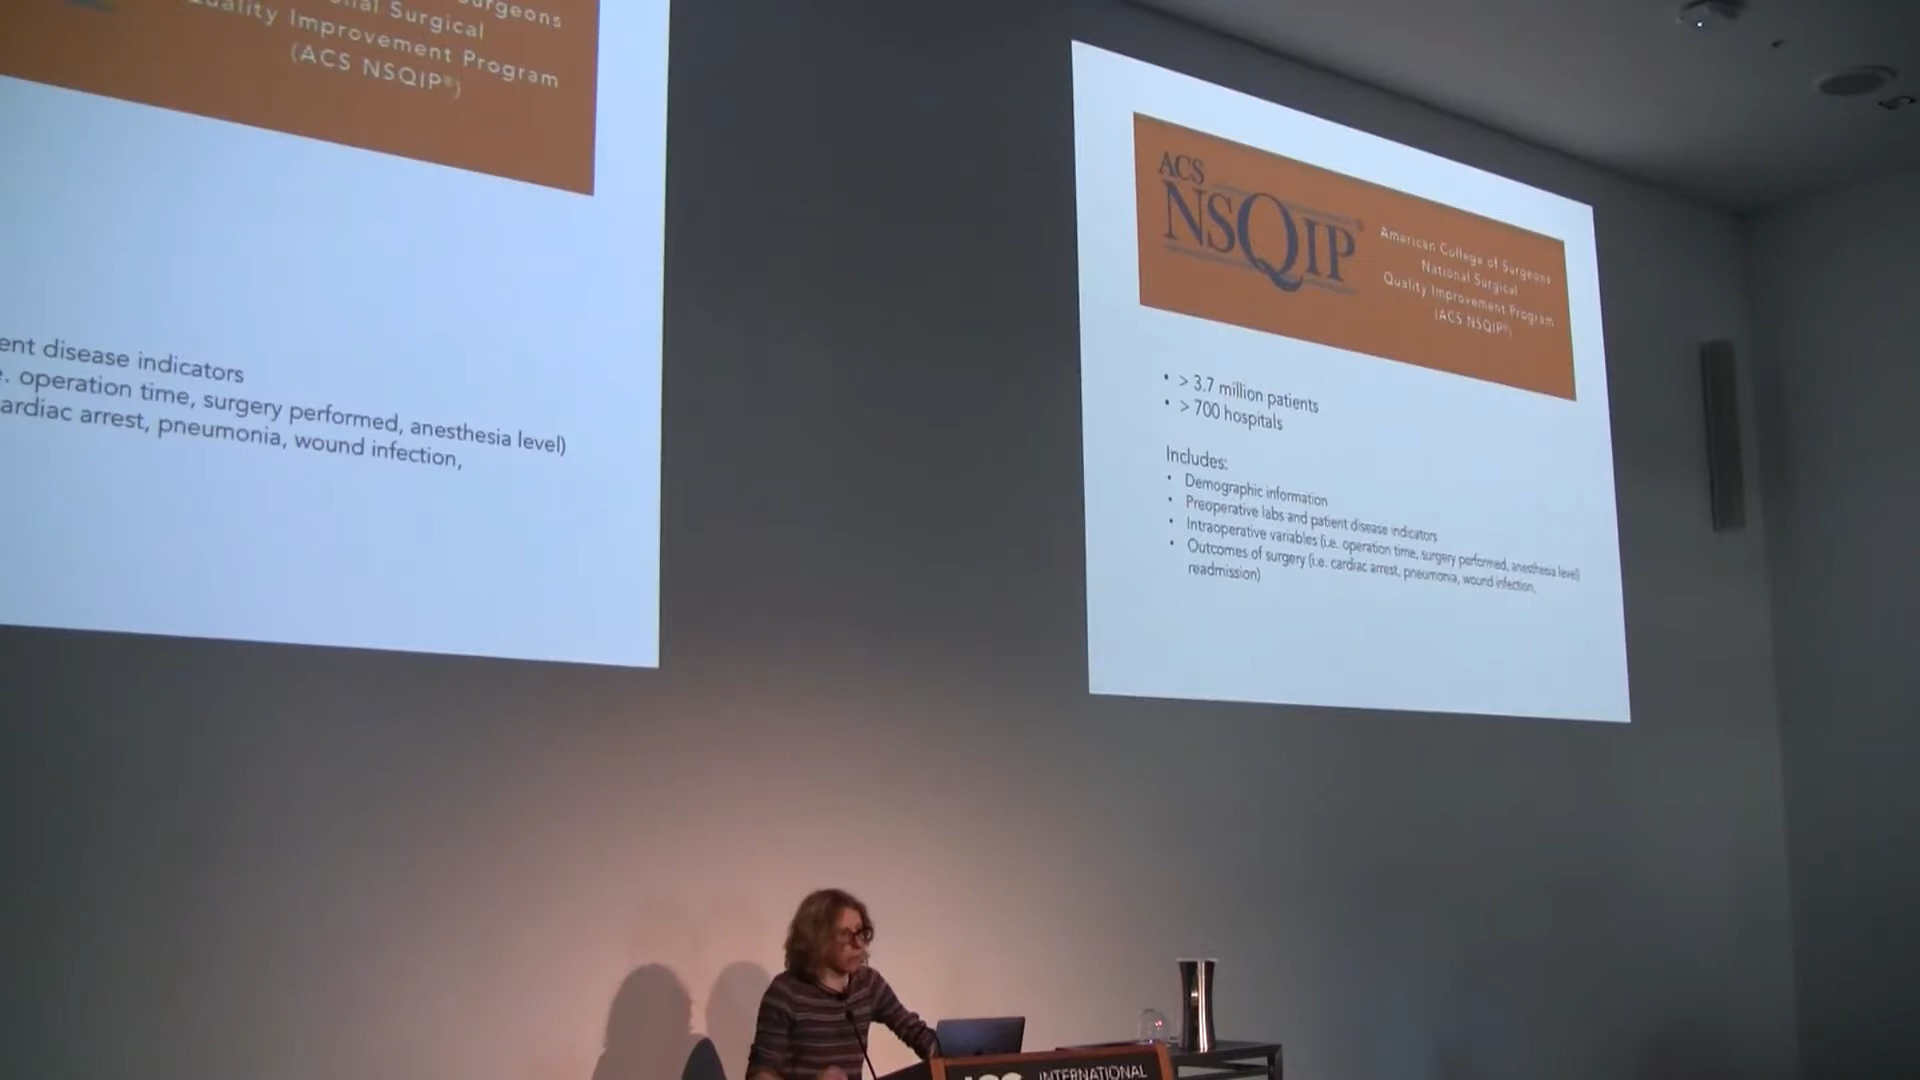 urgeons
nal Surgical
Quality Improvement Program
(ACS NSQIP®)
ent disease indicators
e. operation time, surgery performed, anesthesia level)
ardiac arrest, pneumonia, wound infection,
ACS
NSQIP®
American College of Surgeons
National Surgical
Quality Improvement Program
(ACS NSQIP®)
• > 3.7 million patients
• > 700 hospitals
Includes:
• Demographic information
• Preoperative labs and patient disease indicators
• Intraoperative variables (i.e. operation time, surgery performed, anesthesia level)
• Outcomes of surgery (i.e. cardiac arrest, pneumonia, wound infection,
readmission)
INTERNATIONAL